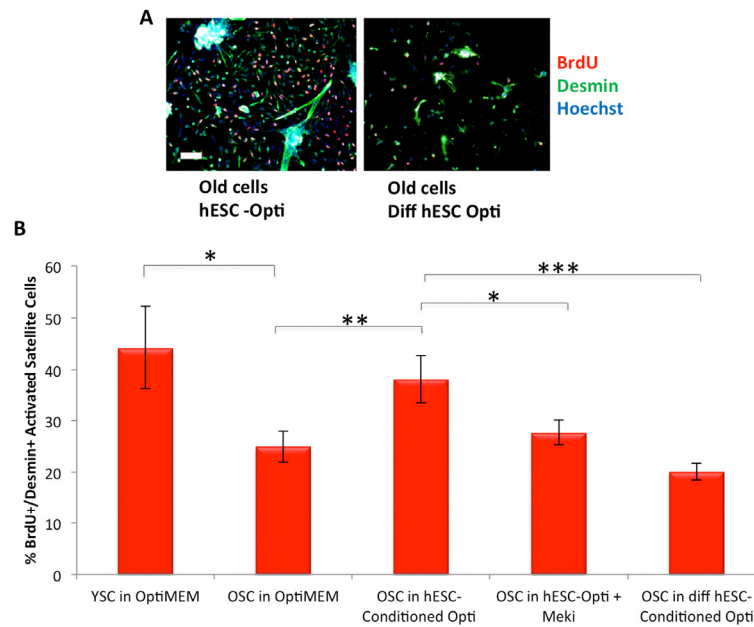 A
BrdU
Desmin
Hoechst
Old cells
hESC -Opti
Old cells
Diff hESC Opti
B
% BrdU+/Desmin+ Activated Satellite Cells
60
50
40
30
20
10
0
*
**
***
*
YSC in OptiMEM
OSC in OptiMEM
OSC in hESC-
Conditioned Opti
OSC in hESC-Opti +
Meki
OSC in diff hESC-
Conditioned Opti